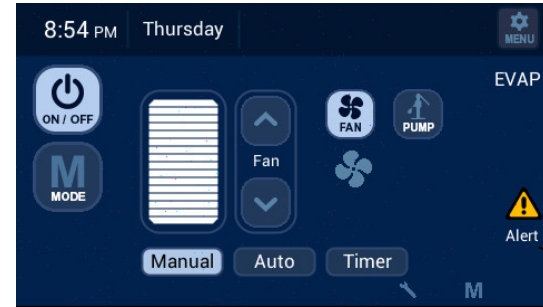 8:54 PM Thursday
MENU
ON / OFF
EVAP
FAN
PUMP
Fan
M
MODE
Alert
Manual Auto Timer
M